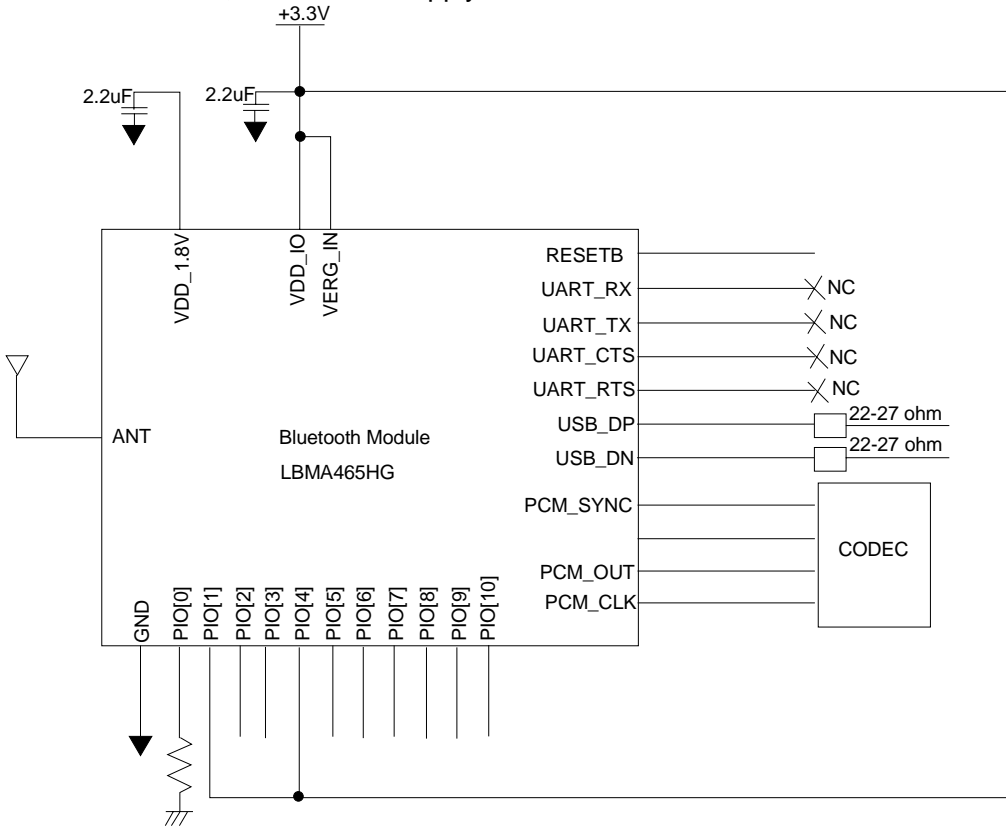 +3.3V
2.2uF
2.2uF
VDD_1.8V
VDD_IO
VERG_IN
RESETB
UART_RX
NC
UART_TX
NC
UART_CTS
NC
UART_RTS
NC
USB_DP
22-27 ohm
USB_DN
22-27 ohm
ANT
Bluetooth Module
LBMA465HG
PCM_SYNC
CODEC
PCM_OUT
PCM_CLK
GND
PIO[0]
PIO[1]
PIO[2]
PIO[3]
PIO[4]
PIO[5]
PIO[6]
PIO[7]
PIO[8]
PIO[9]
PIO[10]